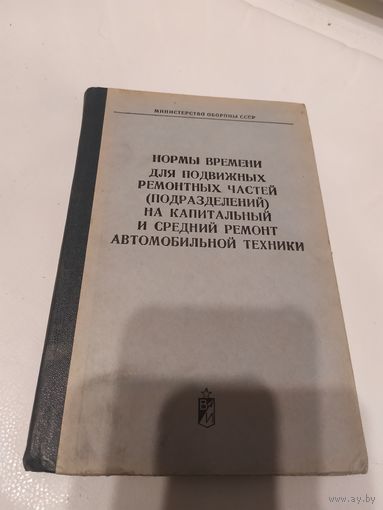 МИНИСТЕРСТВО ОБОРОНЫ СССР
НОРМЫ ВРЕМЕНИ
ДЛЯ ПОДВИЖНЫХ
РЕМОНТНЫХ ЧАСТЕЙ
(ПОДРАЗДЕЛЕНИЙ)
НА КАПИТАЛЬНЫЙ
И СРЕДНИЙ РЕМОНТ
АВТОМОБИЛЬНОЙ ТЕХНИКИ
ВИ
© www.ay.by